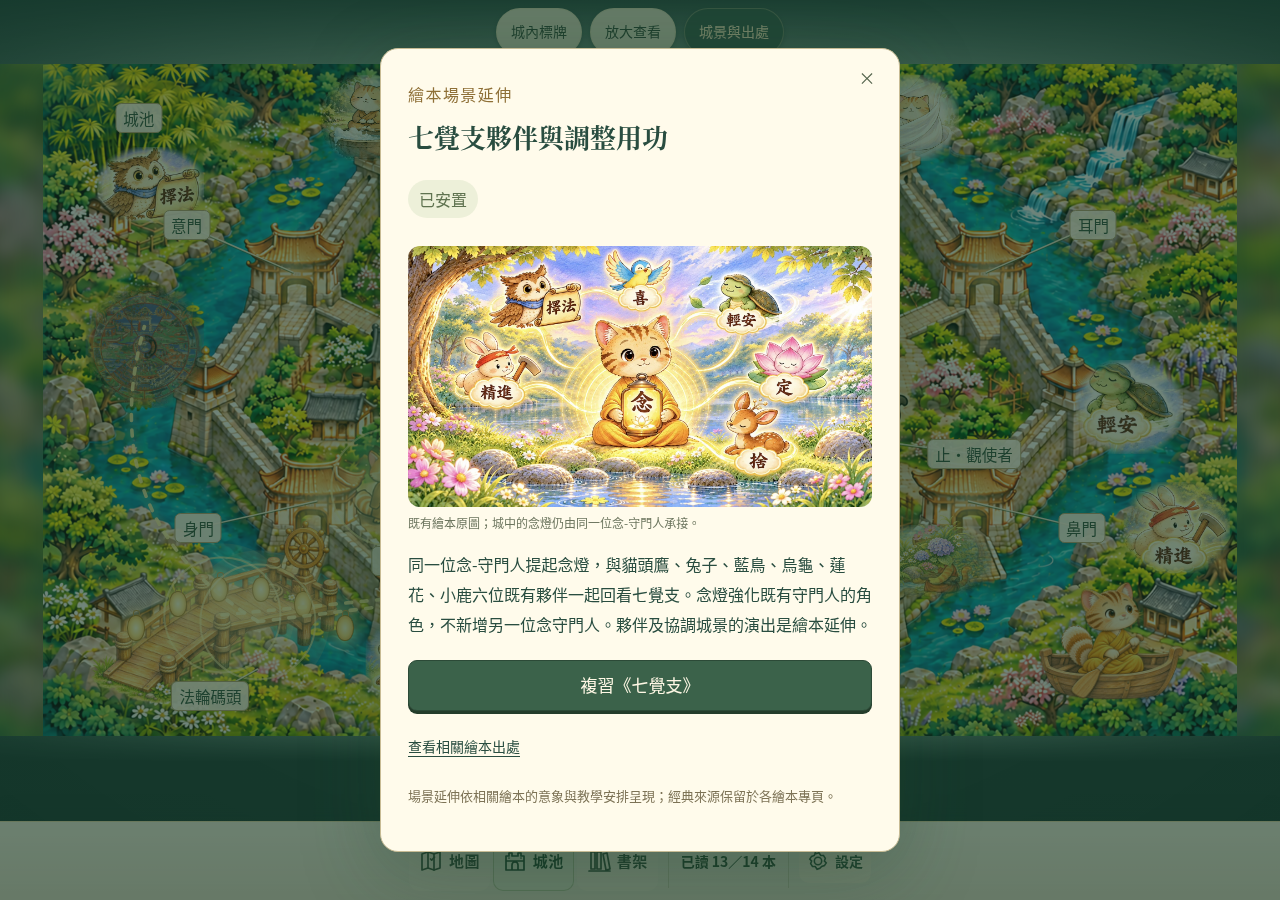 城內標牌
放大查看
城景與出處
城池
擇法
意門
耳門
輕安
止・觀使者
身門
鼻門
精進
法輪碼頭
繪本場景延伸
七覺支夥伴與調整用功
已安置
擇法
喜
輕安
精進
念
定
捨
既有繪本原圖；城中的念燈仍由同一位念-守門人承接。
同一位念-守門人提起念燈，與貓頭鷹、兔子、藍鳥、烏龜、蓮
花、小鹿六位既有夥伴一起回看七覺支。念燈強化既有守門人的角
色，不新增另一位念守門人。夥伴及協調城景的演出是繪本延伸。
複習《七覺支》
查看相關繪本出處
場景延伸依相關繪本的意象與教學安排呈現；經典來源保留於各繪本專頁。
地圖
城池
書架
已讀 13／14 本
設定